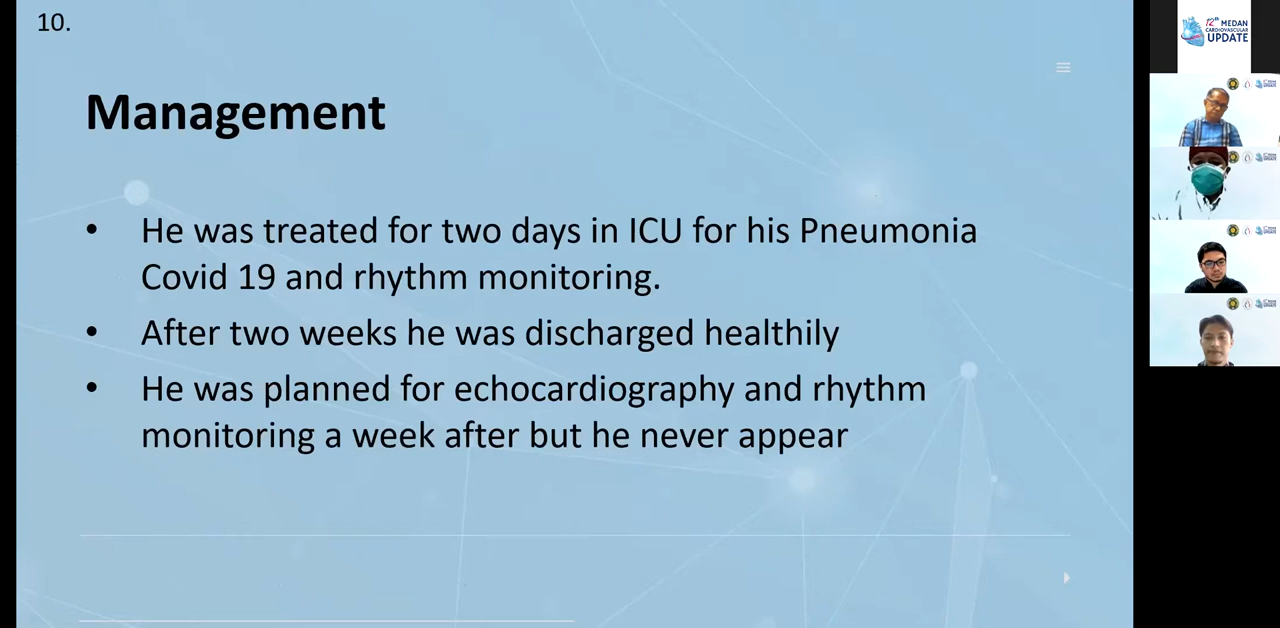 10.
Management
• He was treated for two days in ICU for his Pneumonia
Covid 19 and rhythm monitoring.
• After two weeks he was discharged healthily
• He was planned for echocardiography and rhythm
monitoring a week after but he never appear
12th MEDAN
CARDIOVASCULAR
UPDATE